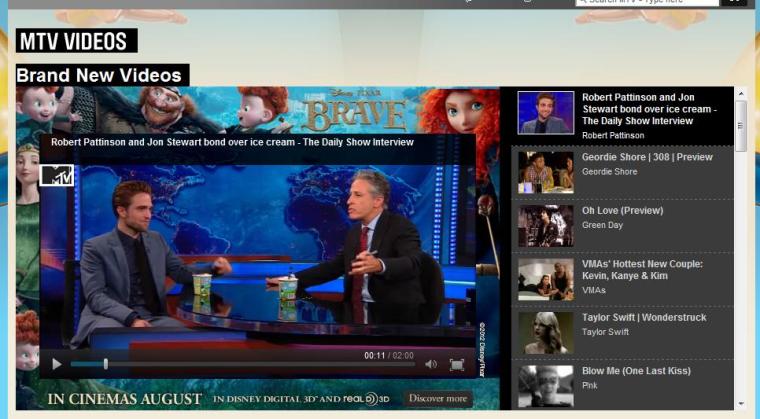 Search MTV - Type here
MTV VIDEOS
Brand New Videos
Disney PIXAR
BRAVE
Robert Pattinson and Jon Stewart bond over ice cream - The Daily Show Interview
MTV
00:11 / 02:00
©2012 Disney/Pixar
IN CINEMAS AUGUST IN DISNEY DIGITAL 3D™ AND REAL D 3D Discover more
Robert Pattinson and Jon
Stewart bond over ice cream -
The Daily Show Interview
Robert Pattinson
Geordie Shore | 308 | Preview
Geordie Shore
Oh Love (Preview)
Green Day
VMAs' Hottest New Couple:
Kevin, Kanye & Kim
VMAs
Taylor Swift | Wonderstruck
Taylor Swift
Blow Me (One Last Kiss)
P!nk